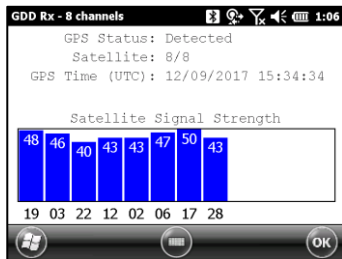 GDD Rx - 8 channels 1:06
GPS Status: Detected
Satellite: 8/8
GPS Time (UTC): 12/09/2017 15:34:34
Satellite Signal Strength
48 46 40 43 43 47 50 43
19 03 22 12 02 06 17 28
OK